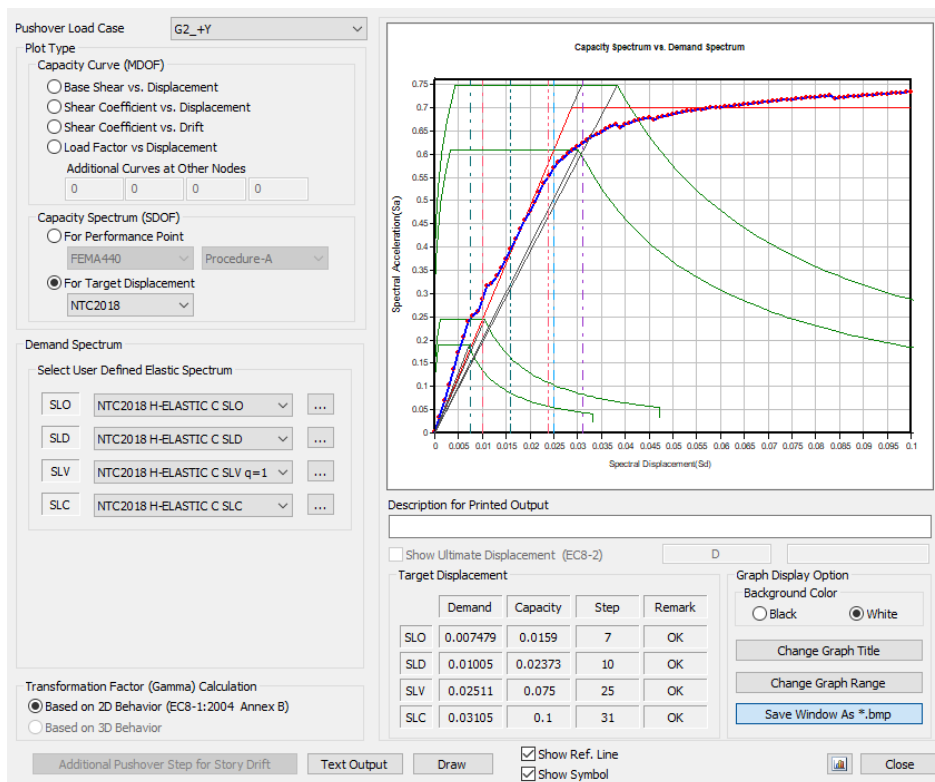 Pushover Load Case G2_+Y
Plot Type
Capacity Curve (MDOF)
Base Shear vs. Displacement
Shear Coefficient vs. Displacement
Shear Coefficient vs. Drift
Load Factor vs Displacement
Additional Curves at Other Nodes
0 0 0 0
Capacity Spectrum (SDOF)
For Performance Point
FEMA440 Procedure-A
For Target Displacement
NTC2018
Demand Spectrum
Select User Defined Elastic Spectrum
SLO NTC2018 H-ELASTIC C SLO ...
SLD NTC2018 H-ELASTIC C SLD ...
SLV NTC2018 H-ELASTIC C SLV q=1 ...
SLC NTC2018 H-ELASTIC C SLC ...
Transformation Factor (Gamma) Calculation
Based on 2D Behavior (EC8-1:2004 Annex B)
Based on 3D Behavior
Capacity Spectrum vs. Demand Spectrum
Spectral Acceleration(Sa)
0.75
0.7
0.65
0.6
0.55
0.5
0.45
0.4
0.35
0.3
0.25
0.2
0.15
0.1
0.05
0
0 0.005 0.01 0.015 0.02 0.025 0.03 0.035 0.04 0.045 0.05 0.055 0.06 0.065 0.07 0.075 0.08 0.085 0.09 0.095 0.1
Spectral Displacement(Sd)
Description for Printed Output
Show Ultimate Displacement (EC8-2) D
Target Displacement
Demand Capacity Step Remark
SLO 0.007479 0.0159 7 OK
SLD 0.01005 0.02373 10 OK
SLV 0.02511 0.075 25 OK
SLC 0.03105 0.1 31 OK
Graph Display Option
Background Color
Black White
Change Graph Title
Change Graph Range
Save Window As *.bmp
Additional Pushover Step for Story Drift Text Output Draw
Show Ref. Line
Show Symbol
Close